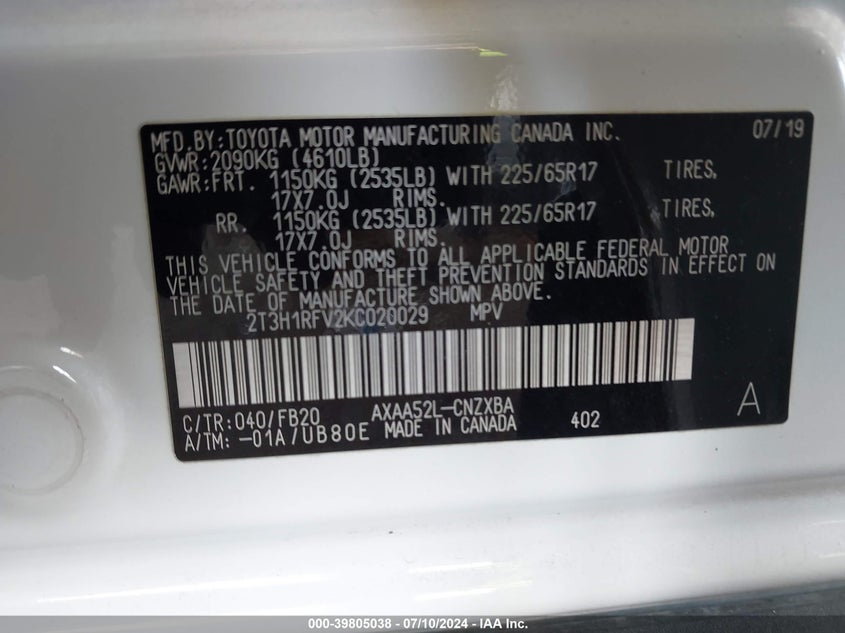 MFD.BY:TOYOTA MOTOR MANUFACTURING CANADA INC. 07/19
GVWR:2090KG (4610LB)
GAWR:FRT. 1150KG (2535LB) WITH 225/65R17 TIRES,
17X7.0J RIMS.
RR. 1150KG (2535LB) WITH 225/65R17 TIRES,
17X7.0J RIMS.
THIS VEHICLE CONFORMS TO ALL APPLICABLE FEDERAL MOTOR
VEHICLE SAFETY AND THEFT PREVENTION STANDARDS IN EFFECT ON
THE DATE OF MANUFACTURE SHOWN ABOVE.
2T3H1RFV2KC020029 MPV
C/TR:040/FB20 AXAA52L-CNZXBA
A/TM: -01A/UB80E MADE IN CANADA 402 A
000-39805038 - 07/10/2024 - IAA Inc.